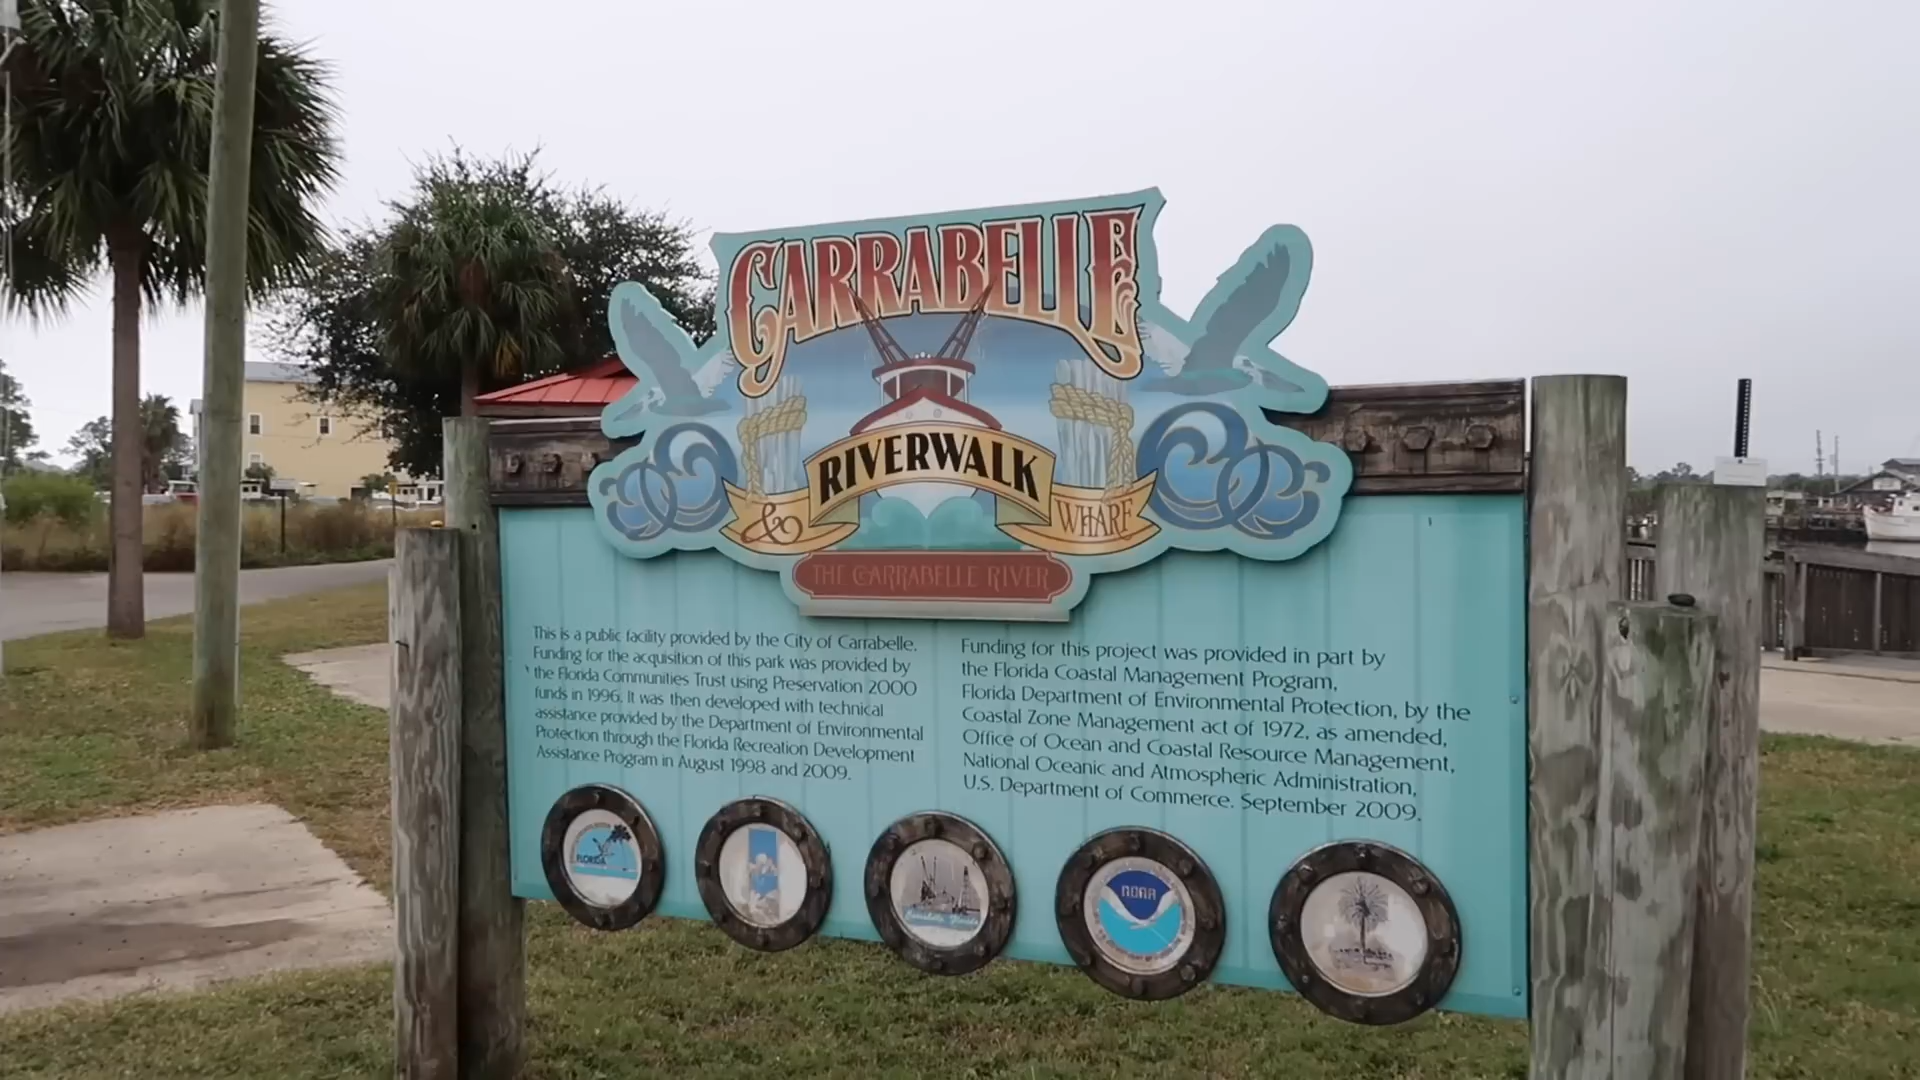 CARRABELLE
RIVERWALK
& WHARF
THE CARRABELLE RIVER
This is a public facility provided by the City of Carrabelle.
Funding for the acquisition of this park was provided by
the Florida Communities Trust using Preservation 2000
funds in 1996. It was then developed with technical
assistance provided by the Department of Environmental
Protection through the Florida Recreation Development
Assistance Program in August 1998 and 2009.
Funding for this project was provided in part by
the Florida Coastal Management Program,
Florida Department of Environmental Protection, by the
Coastal Zone Management act of 1972, as amended,
Office of Ocean and Coastal Resource Management,
National Oceanic and Atmospheric Administration,
U.S. Department of Commerce. September 2009.
FLORIDA
Carrabelle, Florida
NOAA